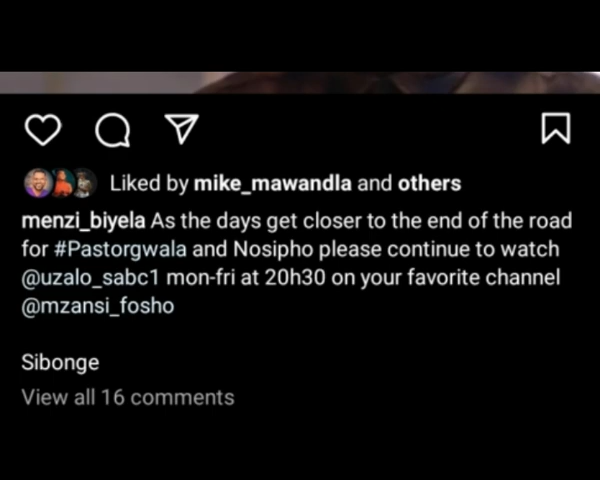 Liked by mike_mawandla and others
menzi_biyela As the days get closer to the end of the road
for #Pastorgwala and Nosipho please continue to watch
@uzalo_sabc1 mon-fri at 20h30 on your favorite channel
@mzansi_fosho
Sibonge
View all 16 comments